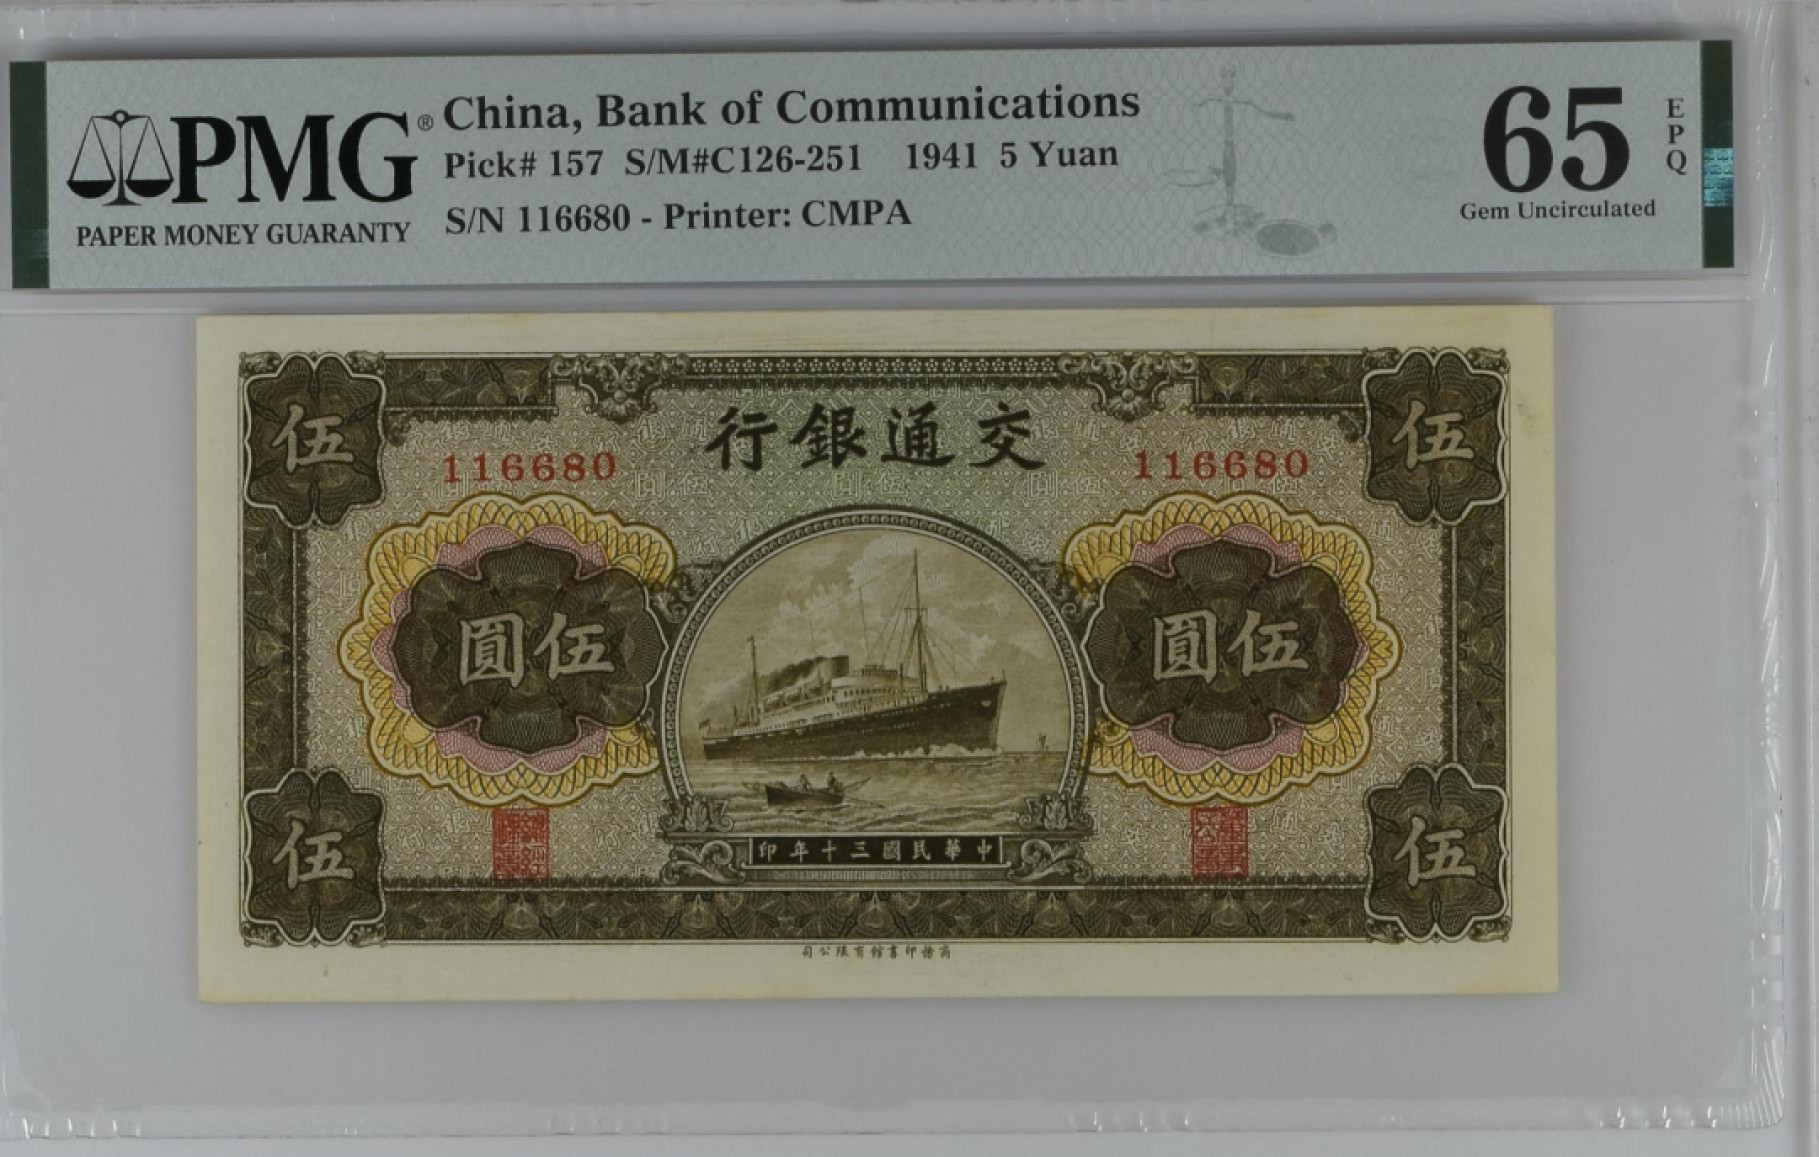 PMG® China, Bank of Communications
Pick# 157 S/M#C126-251 1941 5 Yuan
S/N 116680 - Printer: CMPA
PAPER MONEY GUARANTY
65 EPQ
Gem Uncirculated
行銀通交
伍 伍
116680 116680
圓伍 圓伍
印年十三國民華中
伍 伍
司公限有館書印務商